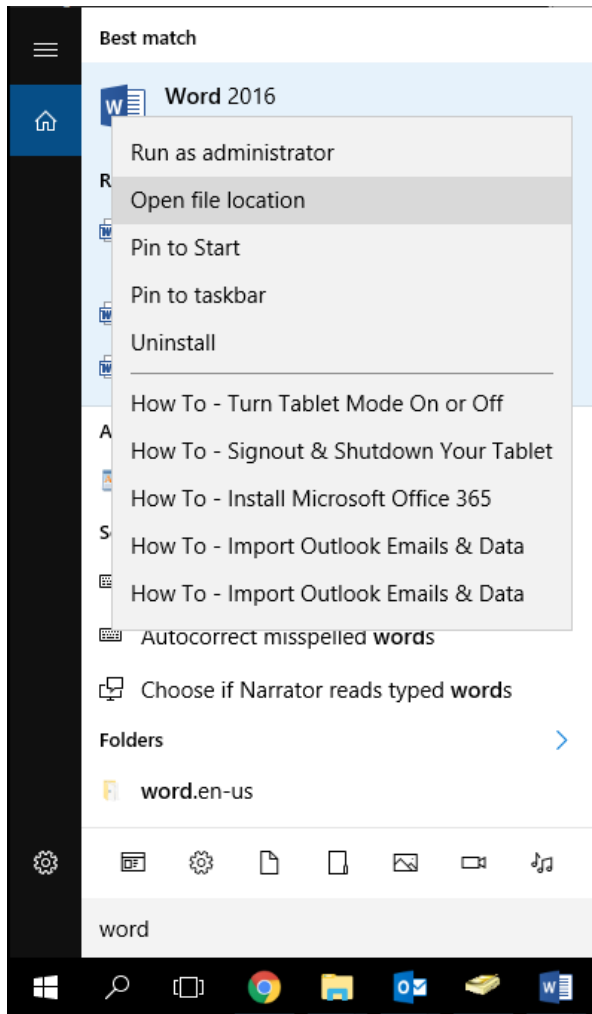 Best match
Word 2016
Run as administrator
R
Open file location
Pin to Start
Pin to taskbar
Uninstall
How To - Turn Tablet Mode On or Off
A
How To - Signout & Shutdown Your Tablet
How To - Install Microsoft Office 365
S
How To - Import Outlook Emails & Data
How To - Import Outlook Emails & Data
Autocorrect misspelled words
Choose if Narrator reads typed words
Folders
word.en-us
word